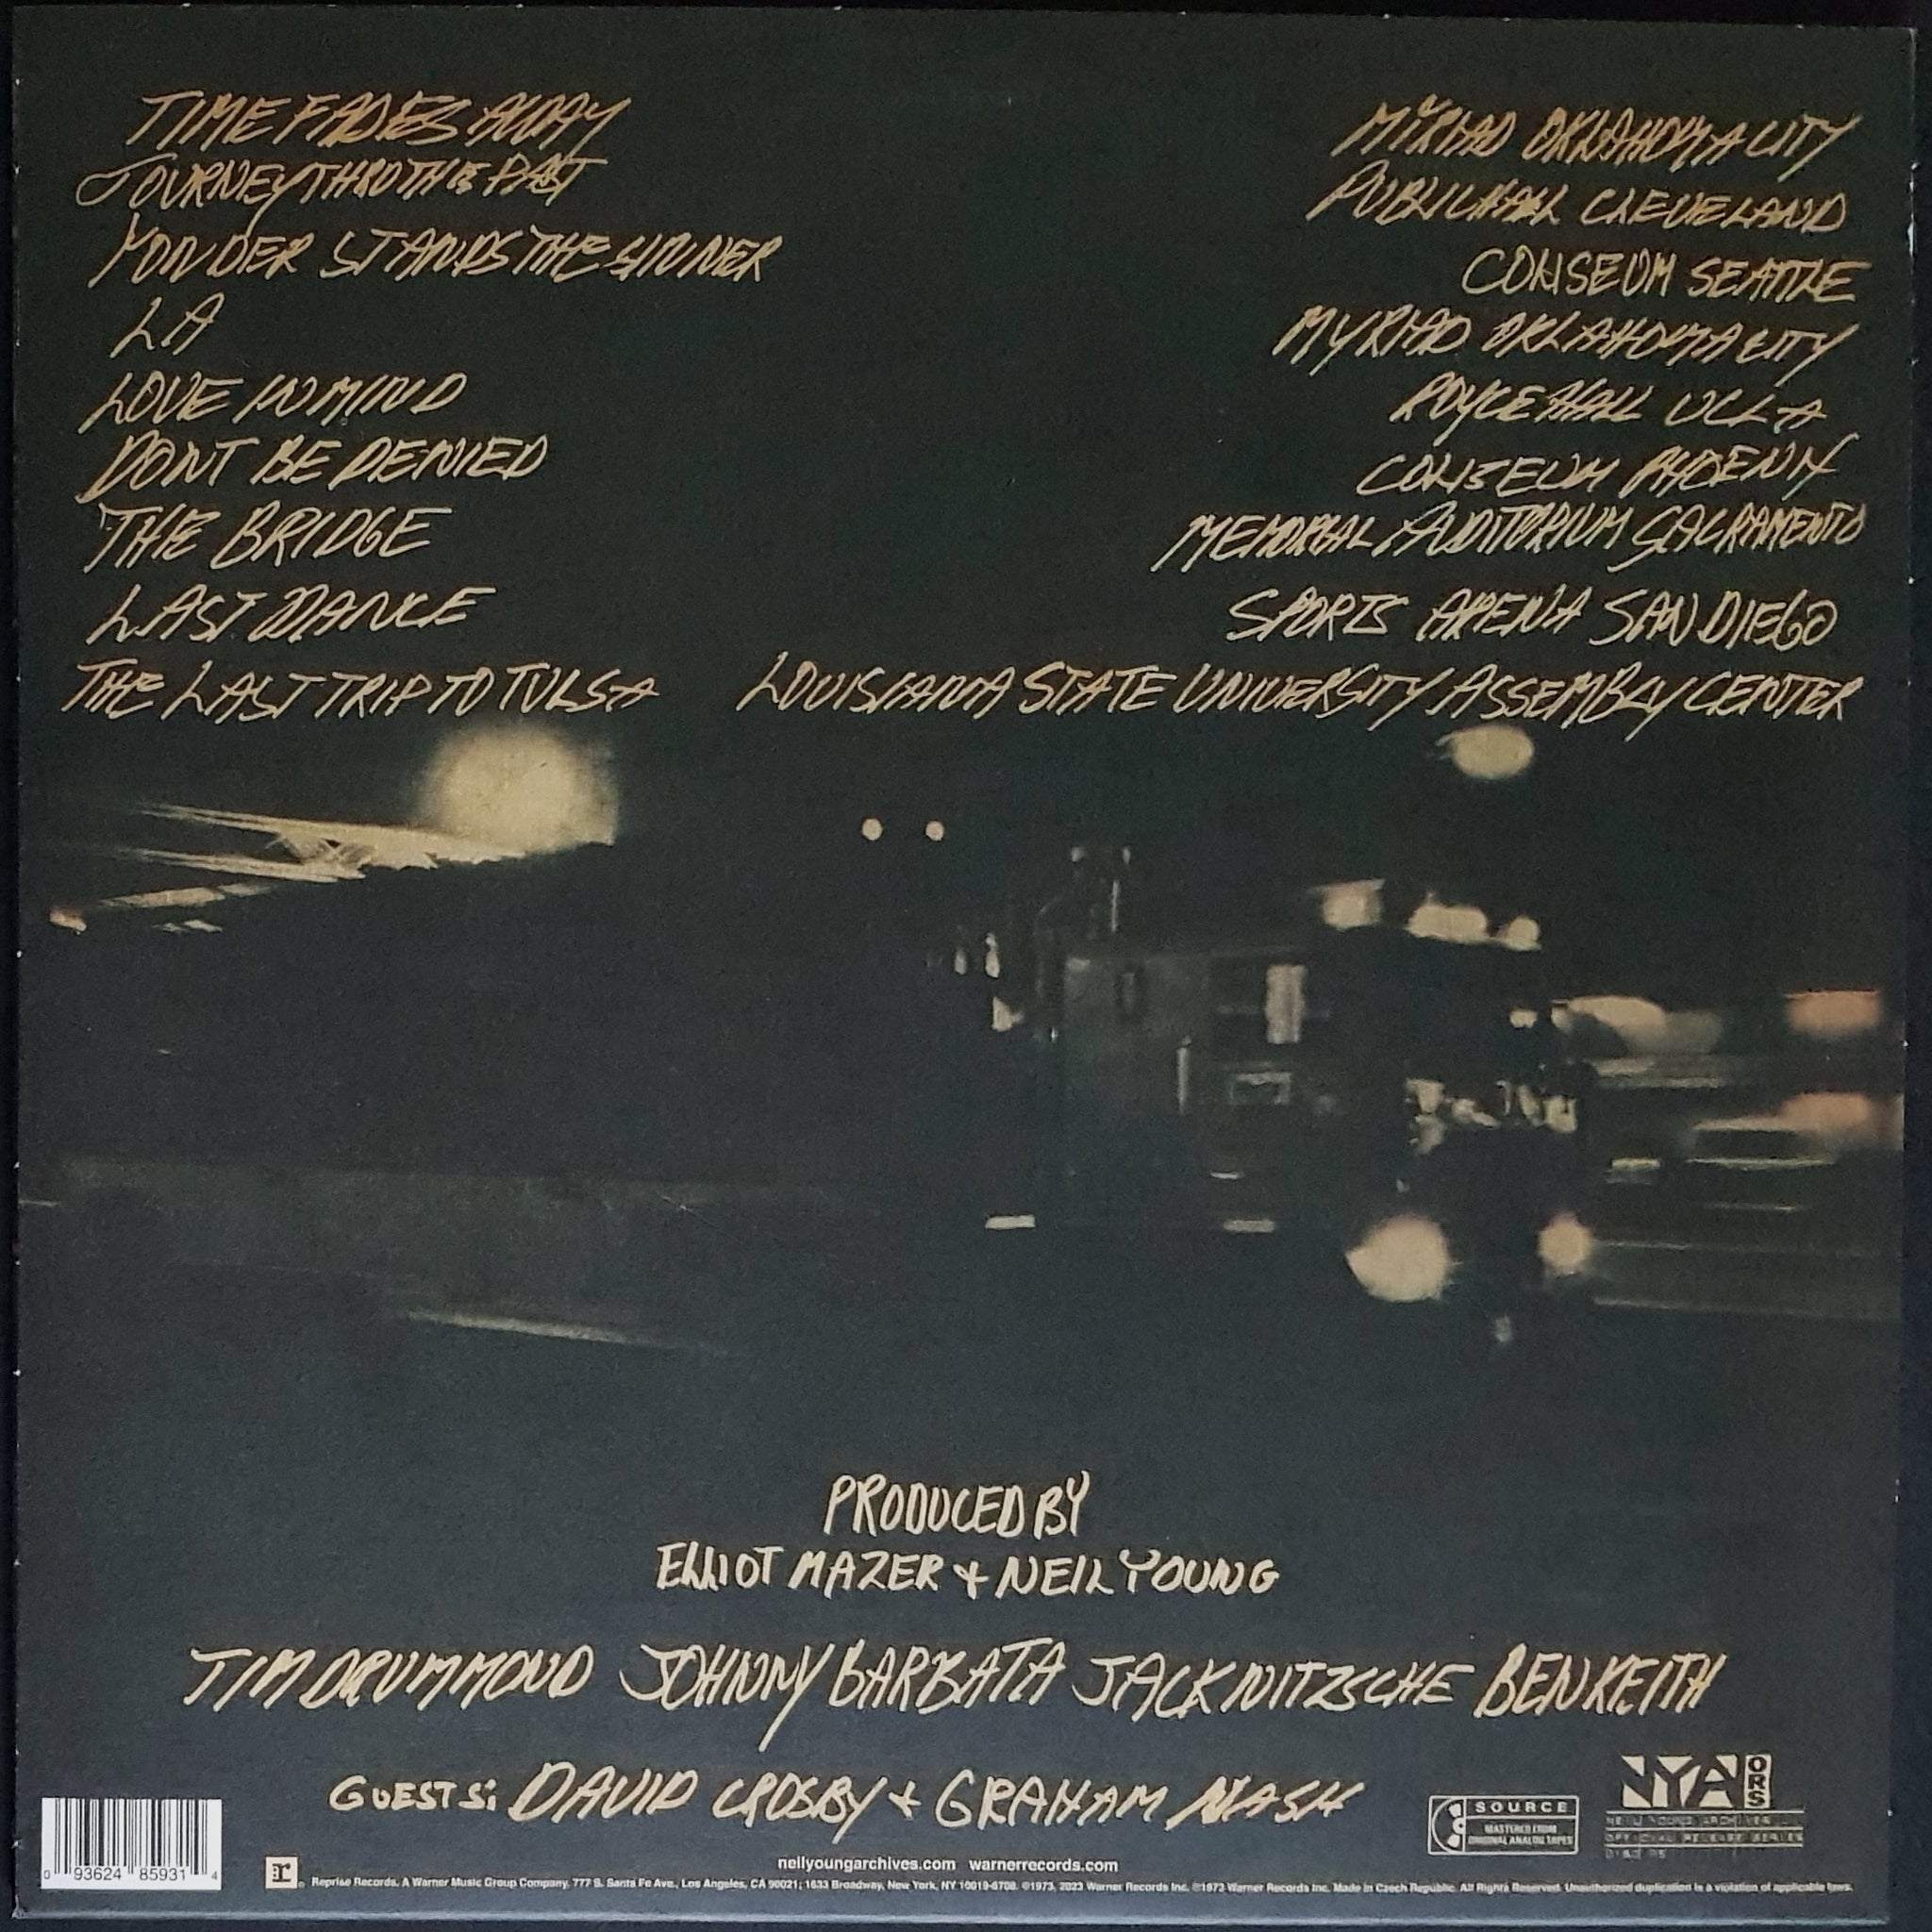 TIME FADES AWAY MYRIAD OKLAHOMA CITY
JOURNEY THRO THE PAST PUBLIC HALL CLEVELAND
YONDER STANDS THE SINNER COLISEUM SEATTLE
LA MYRIAD OKLAHOMA CITY
LOVE IN MIND ROYCE HALL UCLA
DONT BE DENIED COLISEUM PHOENIX
THE BRIDGE MEMORIAL AUDITORIUM SACRAMENTO
LAST DANCE SPORTS ARENA SAN DIEGO
THE LAST TRIP TO TULSA LOUISIANA STATE UNIVERSITY ASSEMBLY CENTER
PRODUCED BY
ELLIOT MAZER + NEIL YOUNG
TIM DRUMMOND JOHNNY BARBATA JACK NITZSCHE BEN KEITH
GUESTS: DAVID CROSBY + GRAHAM NASH
SOURCE
MASTERED FROM
ORIGINAL ANALOG TAPES
NYA ORS
NEIL YOUNG ARCHIVES
OFFICIAL RELEASE SERIES
0 93624 85931 4
r
neilyoungarchives.com warnerrecords.com
Reprise Records. A Warner Music Group Company. 777 S. Santa Fe Ave., Los Angeles, CA 90021; 1633 Broadway, New York, NY 10019-6708. ©1973, 2023 Warner Records Inc. ℗1973 Warner Records Inc. Made in Czech Republic. All Rights Reserved. Unauthorized duplication is a violation of applicable laws.